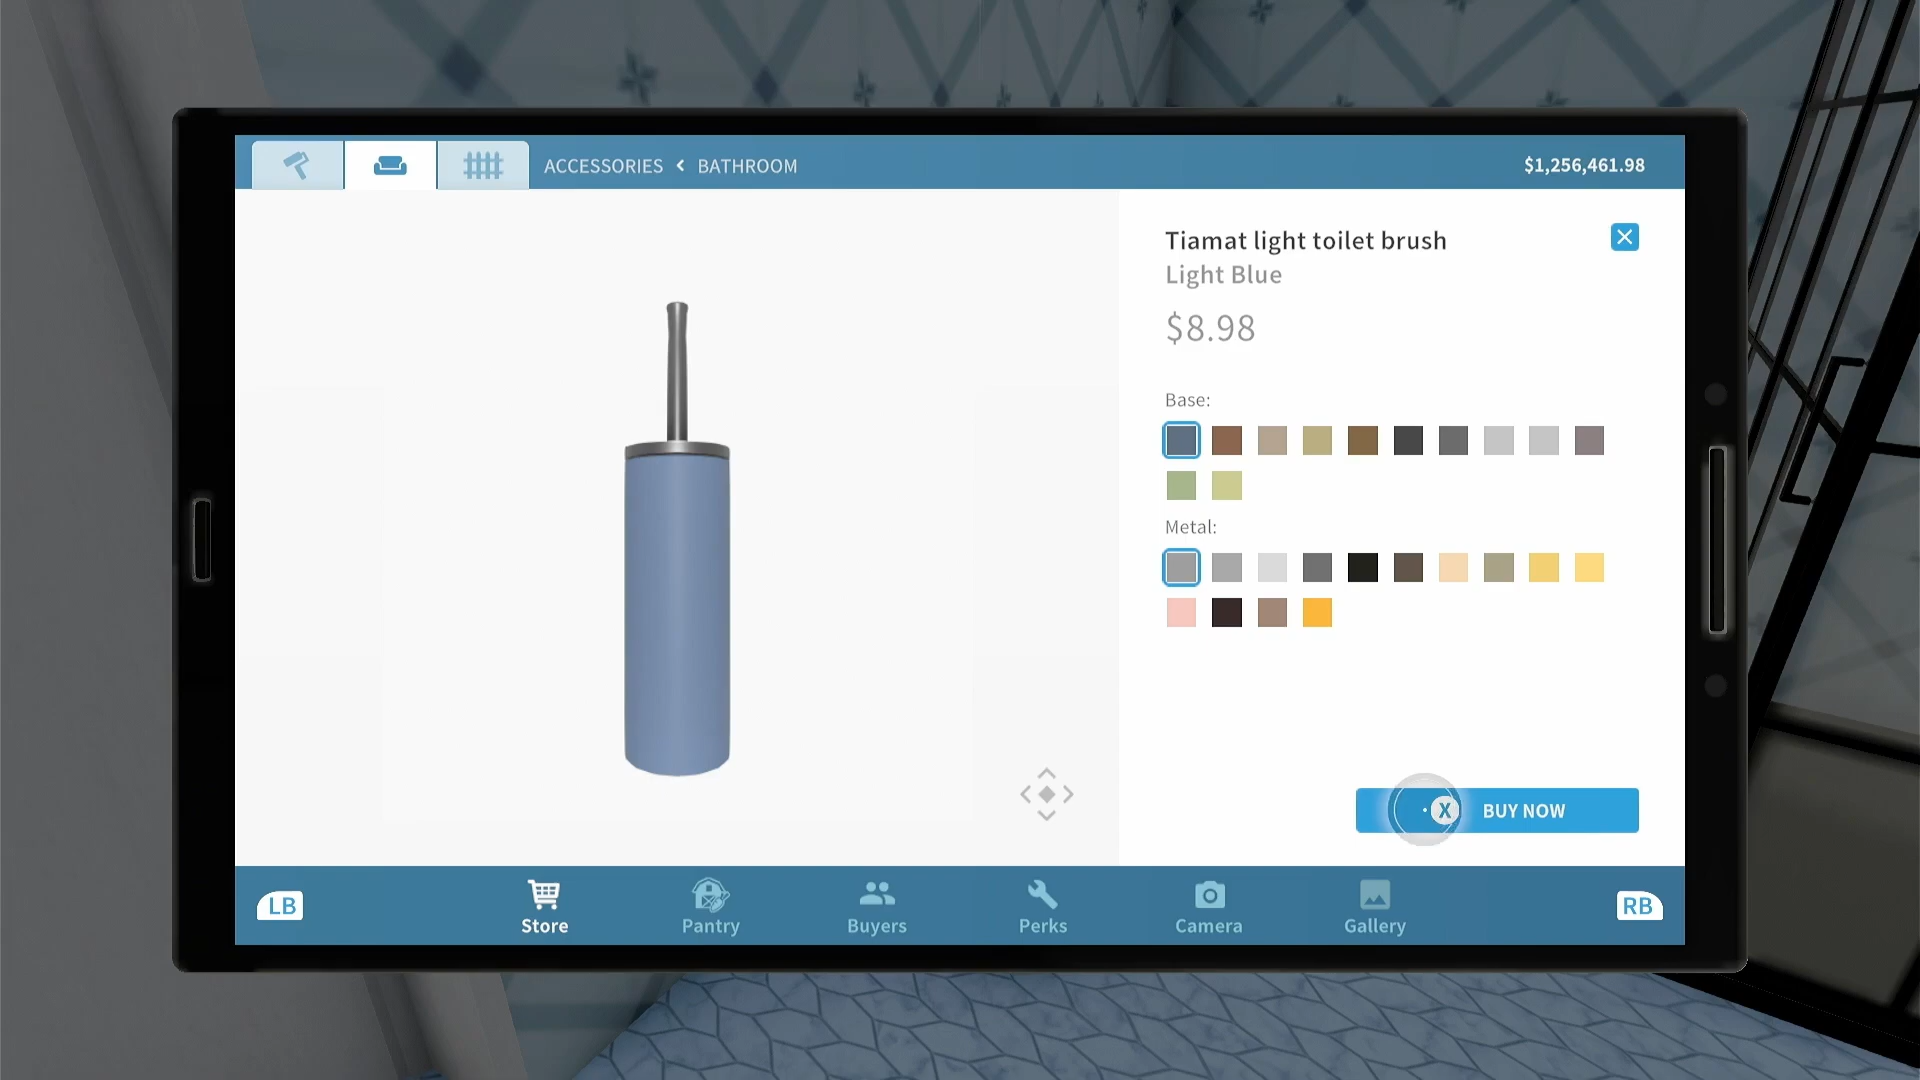 ACCESSORIES < BATHROOM
$1,256,461.98
Tiamat light toilet brush
Light Blue
$8.98
Base:
Metal:
X BUY NOW
LB
Store
Pantry
Buyers
Perks
Camera
Gallery
RB